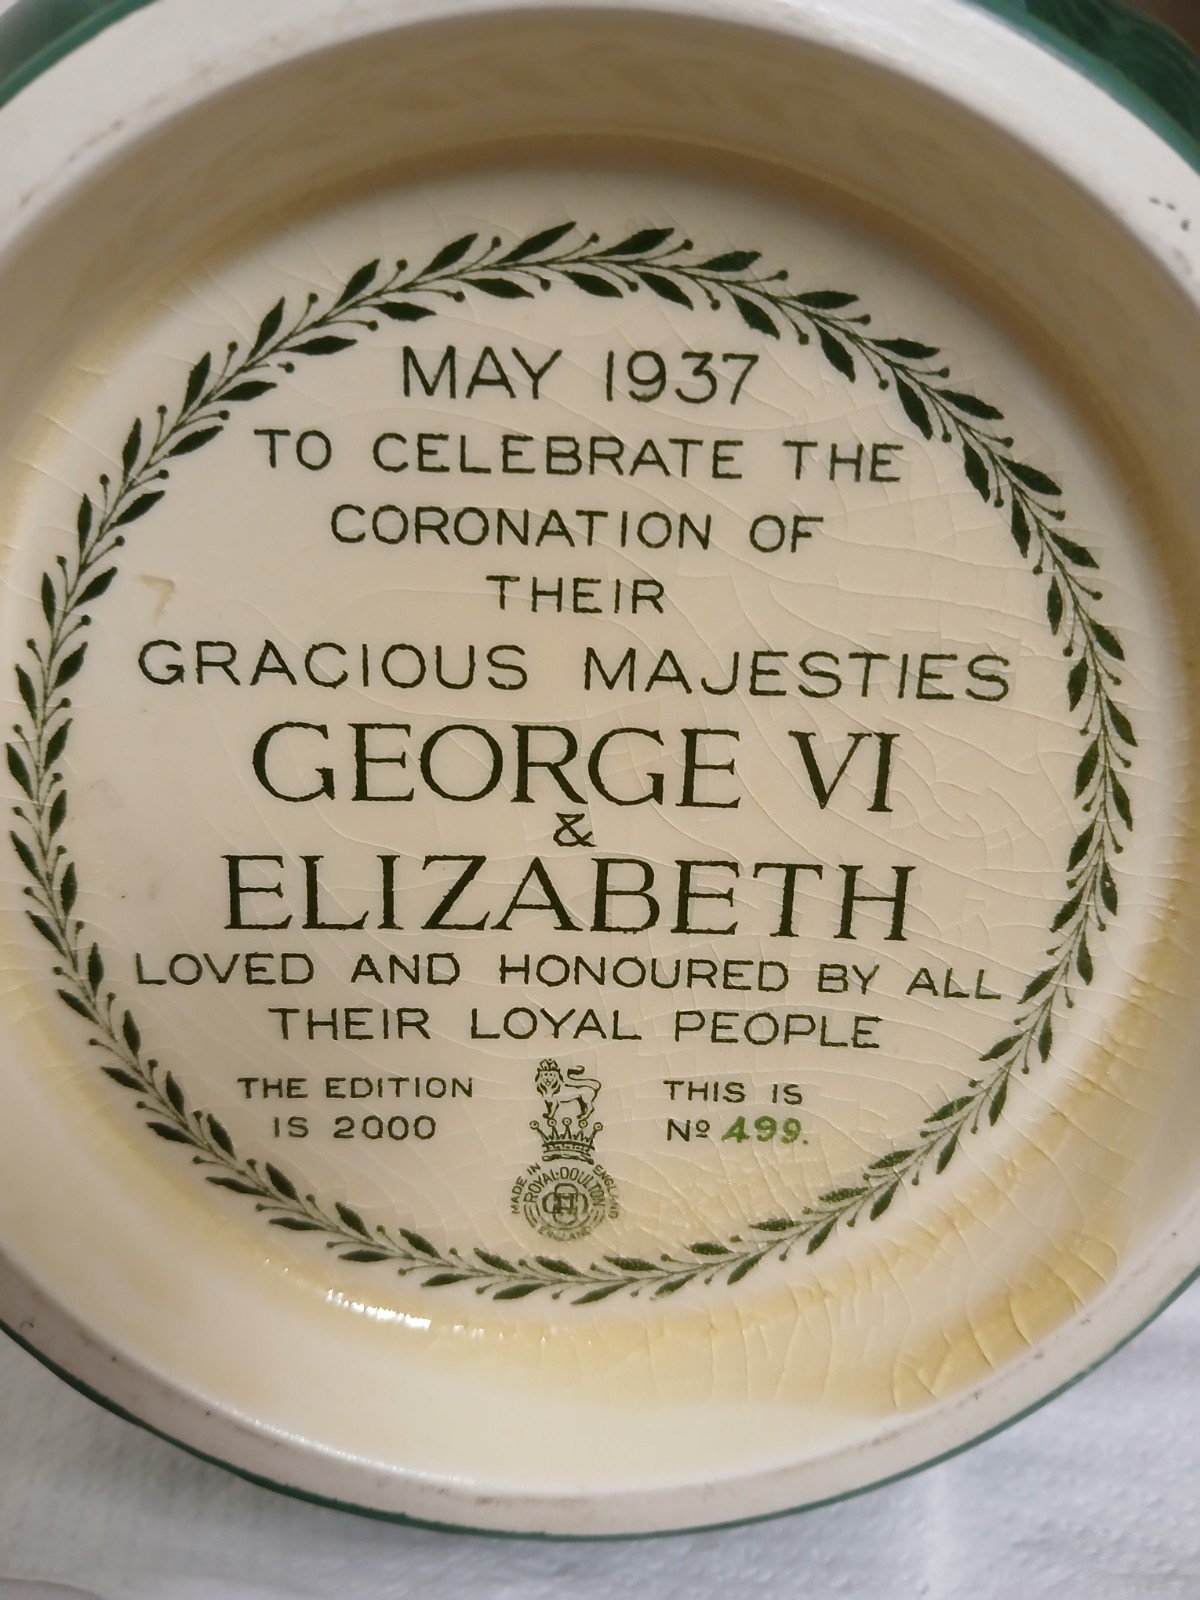 MAY 1937
TO CELEBRATE THE
CORONATION OF
THEIR
GRACIOUS MAJESTIES
GEORGE VI
&
ELIZABETH
LOVED AND HONOURED BY ALL
THEIR LOYAL PEOPLE
THE EDITION
IS 2000
THIS IS
Nº 499.
MADE IN ENGLAND
ROYAL·DOULTON
ENGLAND